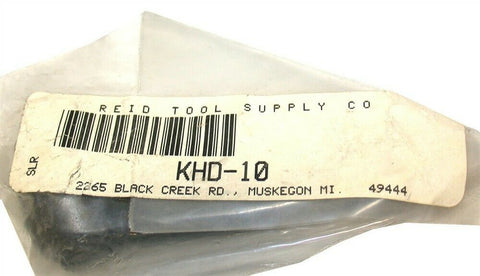 REID TOOL SUPPLY CO
SLR
KHD-10
2265 BLACK CREEK RD., MUSKEGON MI. 49444